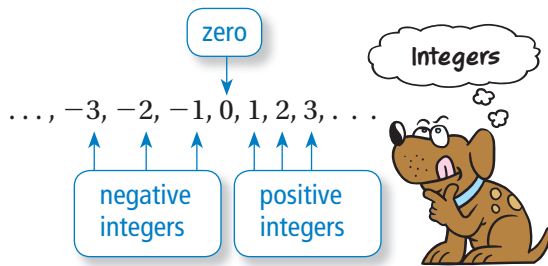 zero
Integers
. . ., −3, −2, −1, 0, 1, 2, 3, . . .
negative
integers
positive
integers